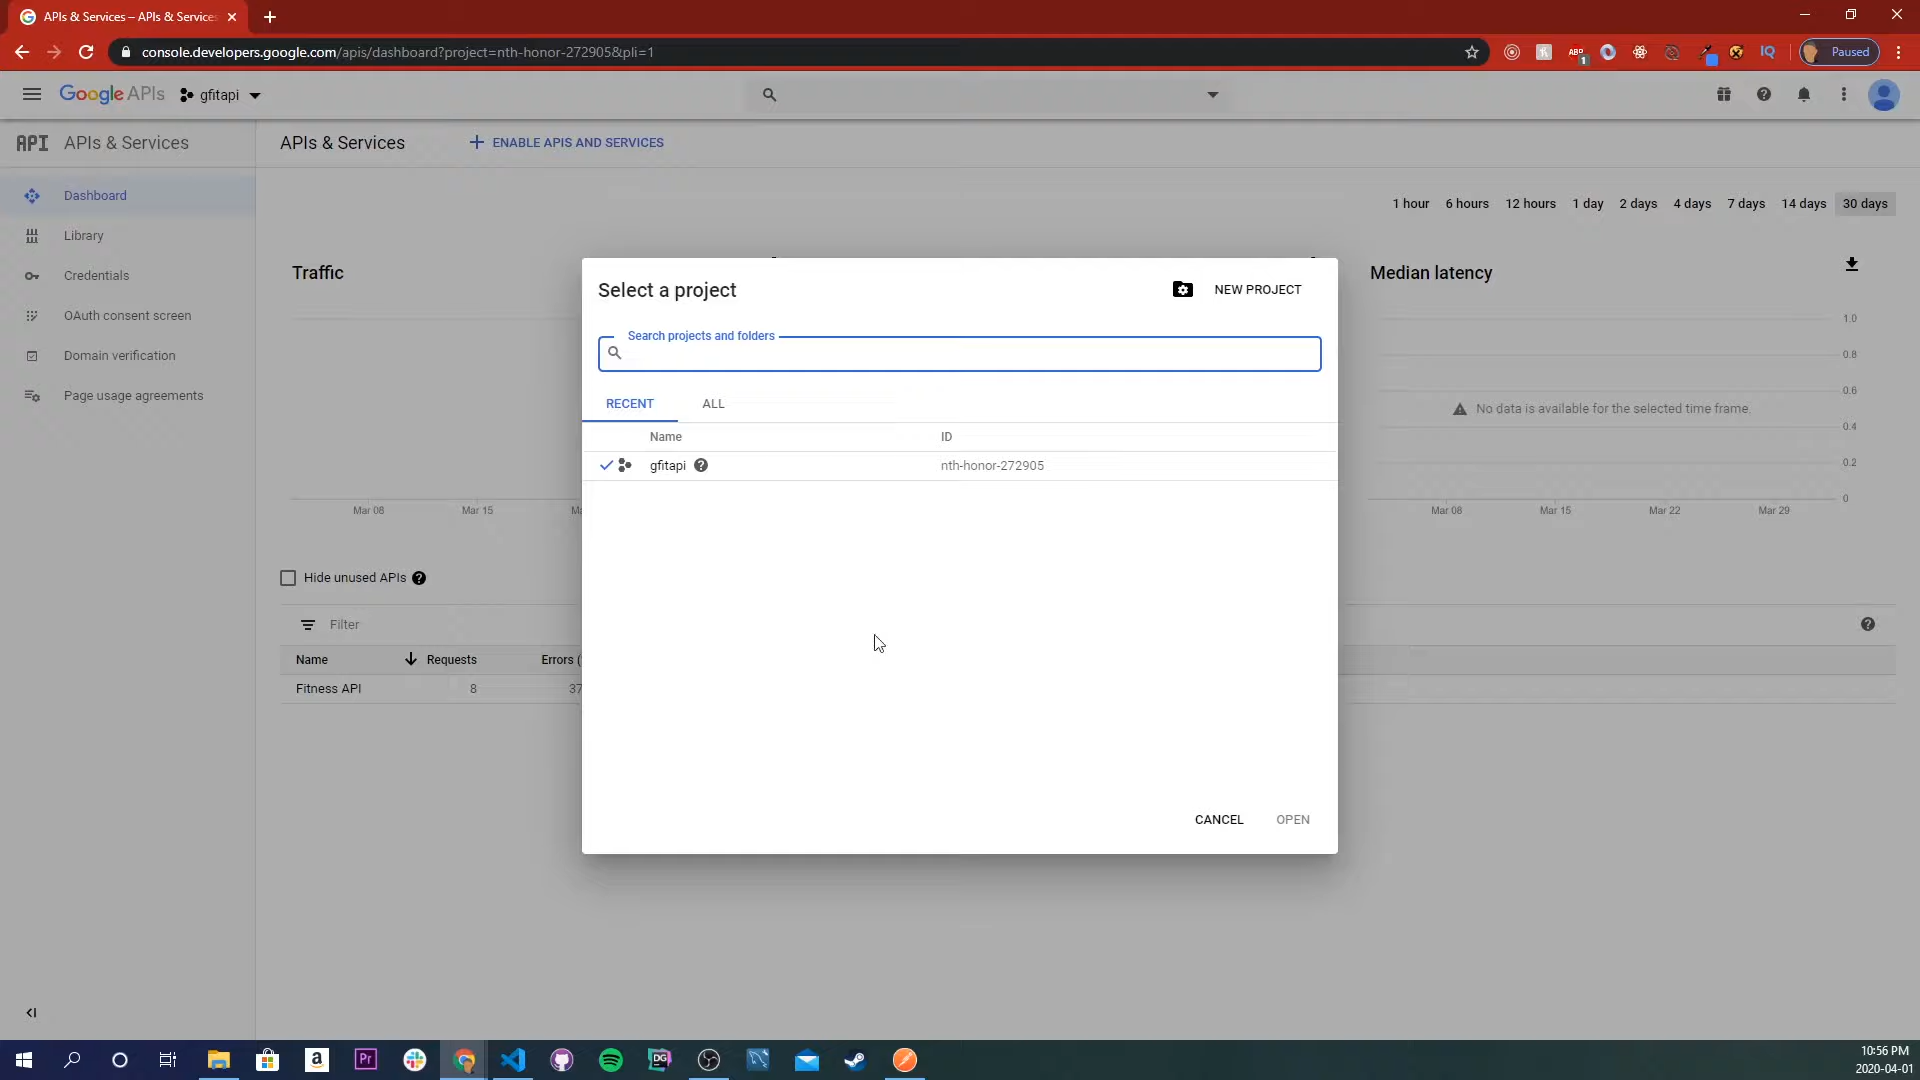 APIs & Services – APIs & Services
console.developers.google.com/apis/dashboard?project=nth-honor-272905&pli=1
ABP
1
IQ
Paused
Google APIs
gfitapi
API
APIs & Services
APIs & Services
ENABLE APIS AND SERVICES
Dashboard
Library
Credentials
OAuth consent screen
Domain verification
Page usage agreements
1 hour
6 hours
12 hours
1 day
2 days
4 days
7 days
14 days
30 days
Traffic
Median latency
1.0
0.8
0.6
0.4
0.2
0
No data is available for the selected time frame.
Mar 08
Mar 15
Mar 08
Mar 15
Mar 22
Mar 29
Select a project
NEW PROJECT
Search projects and folders
RECENT
ALL
Name
ID
gfitapi
nth-honor-272905
CANCEL
OPEN
Hide unused APIs
Filter
Name
Requests
Errors (
Fitness API
8
37
a
Pr
DG
10:56 PM
2020-04-01